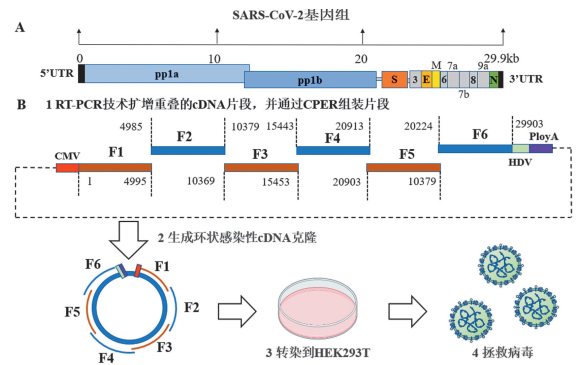 SARS-CoV-2基因组
A
0 10 20 29.9kb
M 7a 9a
5'UTR pp1a pp1b S 3 E 6 8 N 3'UTR
7b
B 1 RT-PCR技术扩增重叠的cDNA片段，并通过CPER组装片段
4985 10379 15443 20913 20224 29903
F2 F4 F6 PloyA
CMV F1 F3 F5 HDV
1 4995 10369 15453 20903 10379
2 生成环状感染性cDNA克隆
F6 F1
F5 F2
F4 F3
3 转染到HEK293T
4 拯救病毒